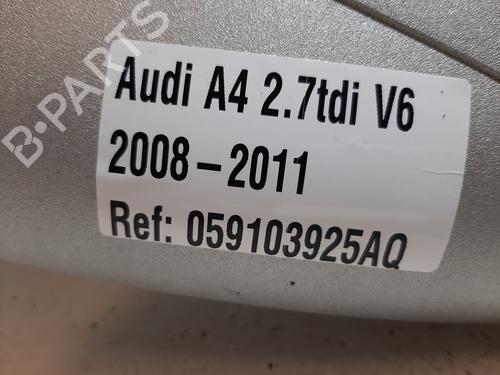 B-PARTS
Audi A4 2.7tdi V6
2008-2011
Ref: 059103925AQ